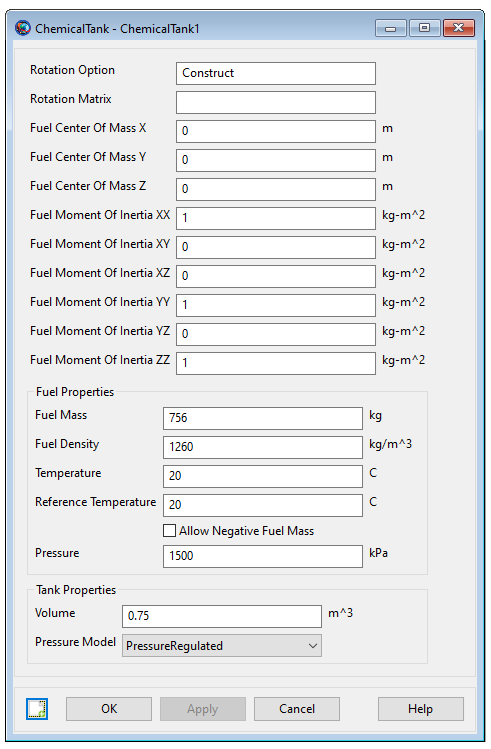 ChemicalTank - ChemicalTank1
Rotation Option Construct
Rotation Matrix
Fuel Center Of Mass X 0 m
Fuel Center Of Mass Y 0 m
Fuel Center Of Mass Z 0 m
Fuel Moment Of Inertia XX 1 kg-m^2
Fuel Moment Of Inertia XY 0 kg-m^2
Fuel Moment Of Inertia XZ 0 kg-m^2
Fuel Moment Of Inertia YY 1 kg-m^2
Fuel Moment Of Inertia YZ 0 kg-m^2
Fuel Moment Of Inertia ZZ 1 kg-m^2
Fuel Properties
Fuel Mass 756 kg
Fuel Density 1260 kg/m^3
Temperature 20 C
Reference Temperature 20 C
Allow Negative Fuel Mass
Pressure 1500 kPa
Tank Properties
Volume 0.75 m^3
Pressure Model PressureRegulated
OK Apply Cancel Help